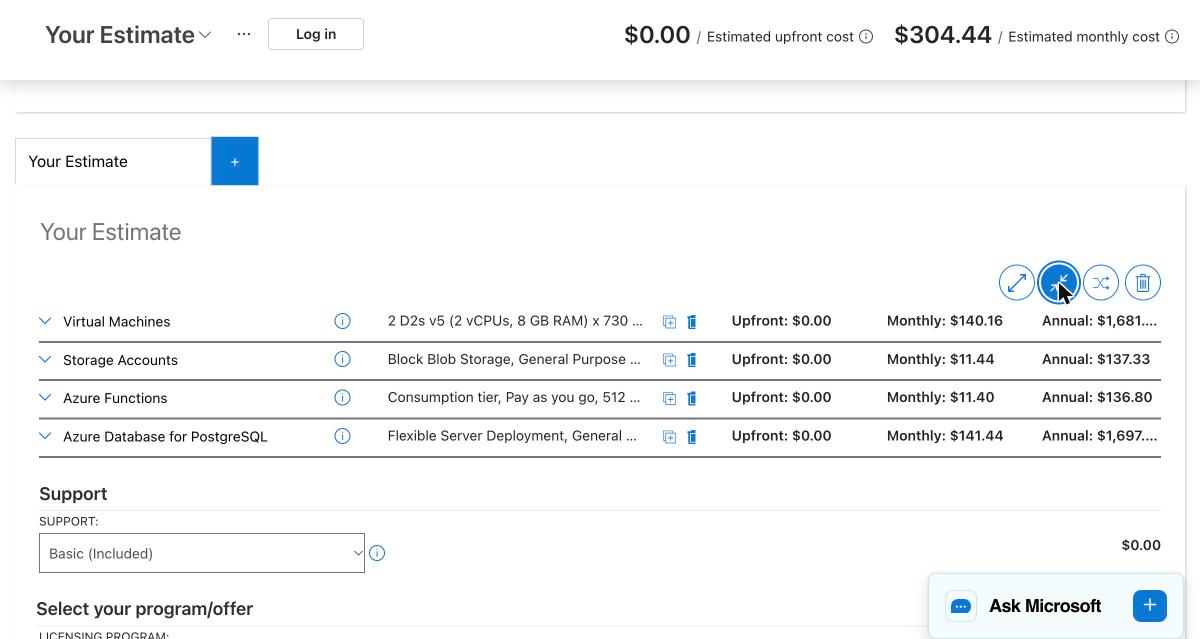 Your Estimate ... Log in $0.00 / Estimated upfront cost $304.44 / Estimated monthly cost
Your Estimate +
Your Estimate
Virtual Machines 2 D2s v5 (2 vCPUs, 8 GB RAM) x 730 ... Upfront: $0.00 Monthly: $140.16 Annual: $1,681....
Storage Accounts Block Blob Storage, General Purpose ... Upfront: $0.00 Monthly: $11.44 Annual: $137.33
Azure Functions Consumption tier, Pay as you go, 512 ... Upfront: $0.00 Monthly: $11.40 Annual: $136.80
Azure Database for PostgreSQL Flexible Server Deployment, General ... Upfront: $0.00 Monthly: $141.44 Annual: $1,697....
Support
SUPPORT:
Basic (Included) $0.00
Select your program/offer
Ask Microsoft +
LICENSING PROGRAM: